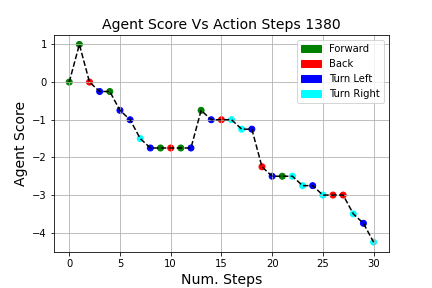 Agent Score Vs Action Steps 1380
Forward
Back
Turn Left
Turn Right
Agent Score
1
0
−1
−2
−3
−4
0 5 10 15 20 25 30
Num. Steps